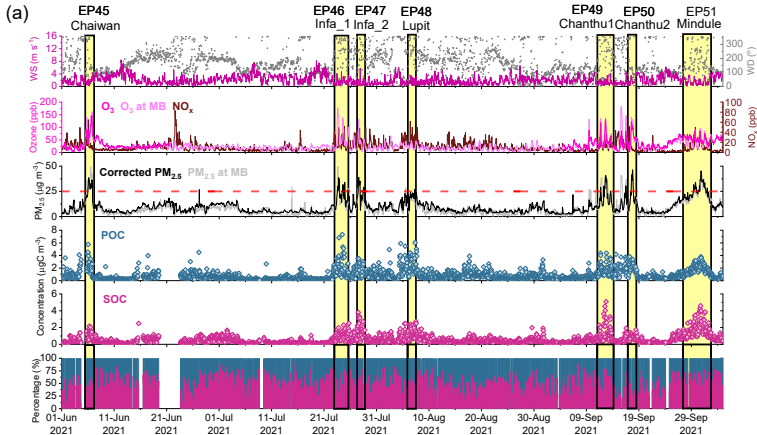 (a)
EP45 EP46 EP47 EP48 EP49 EP50 EP51
Chaiwan Infa_1 Infa_2 Lupit Chanthu1 Chanthu2 Mindule
WS (m s⁻¹)
16
12
8
4
0
WD (°)
300
200
100
0
Ozone (ppb)
200
150
100
50
0
O₃ O₃ at MB NOₓ
NOₓ (ppb)
100
80
60
40
20
0
PM₂.₅ (μg m⁻³)
50
25
0
Corrected PM₂.₅ PM₂.₅ at MB
Concentration (μgC m⁻³)
8
6
4
2
0
POC
6
4
2
0
SOC
Percentage (%)
100
75
50
25
0
01-Jun 11-Jun 21-Jun 01-Jul 11-Jul 21-Jul 31-Jul 10-Aug 20-Aug 30-Aug 09-Sep 19-Sep 29-Sep
2021 2021 2021 2021 2021 2021 2021 2021 2021 2021 2021 2021 2021